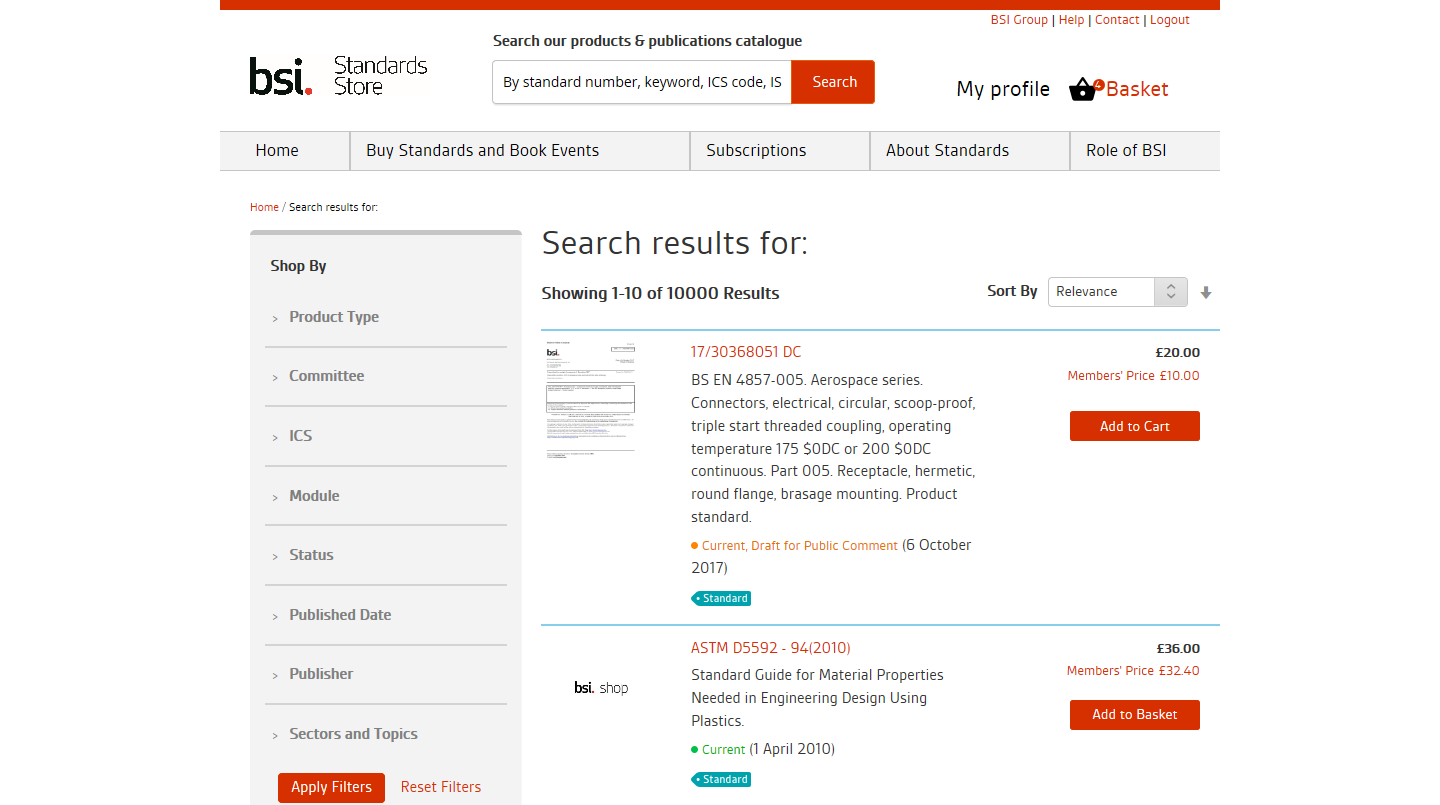 BSI Group | Help | Contact | Logout
Search our products & publications catalogue
bsi. Standards Store
By standard number, keyword, ICS code, IS
Search
My profile
4
Basket
Home
Buy Standards and Book Events
Subscriptions
About Standards
Role of BSI
Home / Search results for:
Shop By
> Product Type
> Committee
> ICS
> Module
> Status
> Published Date
> Publisher
> Sectors and Topics
Apply Filters
Reset Filters
Search results for:
Showing 1-10 of 10000 Results
Sort By
Relevance
bsi.
17/30368051 DC
BS EN 4857-005. Aerospace series.
Connectors, electrical, circular, scoop-proof,
triple start threaded coupling, operating
temperature 175 $0DC or 200 $0DC
continuous. Part 005. Receptacle, hermetic,
round flange, brasage mounting. Product
standard.
Current, Draft for Public Comment (6 October
2017)
Standard
£20.00
Members' Price £10.00
Add to Cart
bsi. shop
ASTM D5592 - 94(2010)
Standard Guide for Material Properties
Needed in Engineering Design Using
Plastics.
Current (1 April 2010)
Standard
£36.00
Members' Price £32.40
Add to Basket